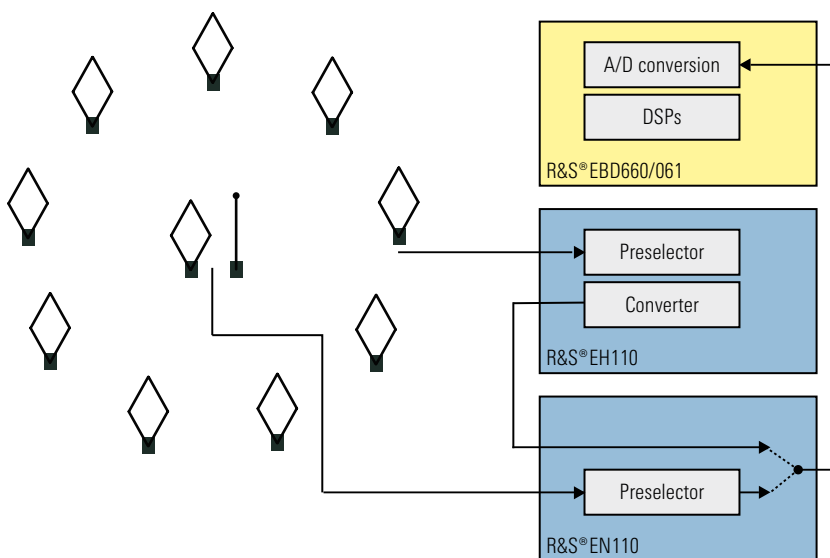 A/D conversion
DSPs
R&S®EBD660/061
Preselector
Converter
R&S®EH110
Preselector
R&S®EN110